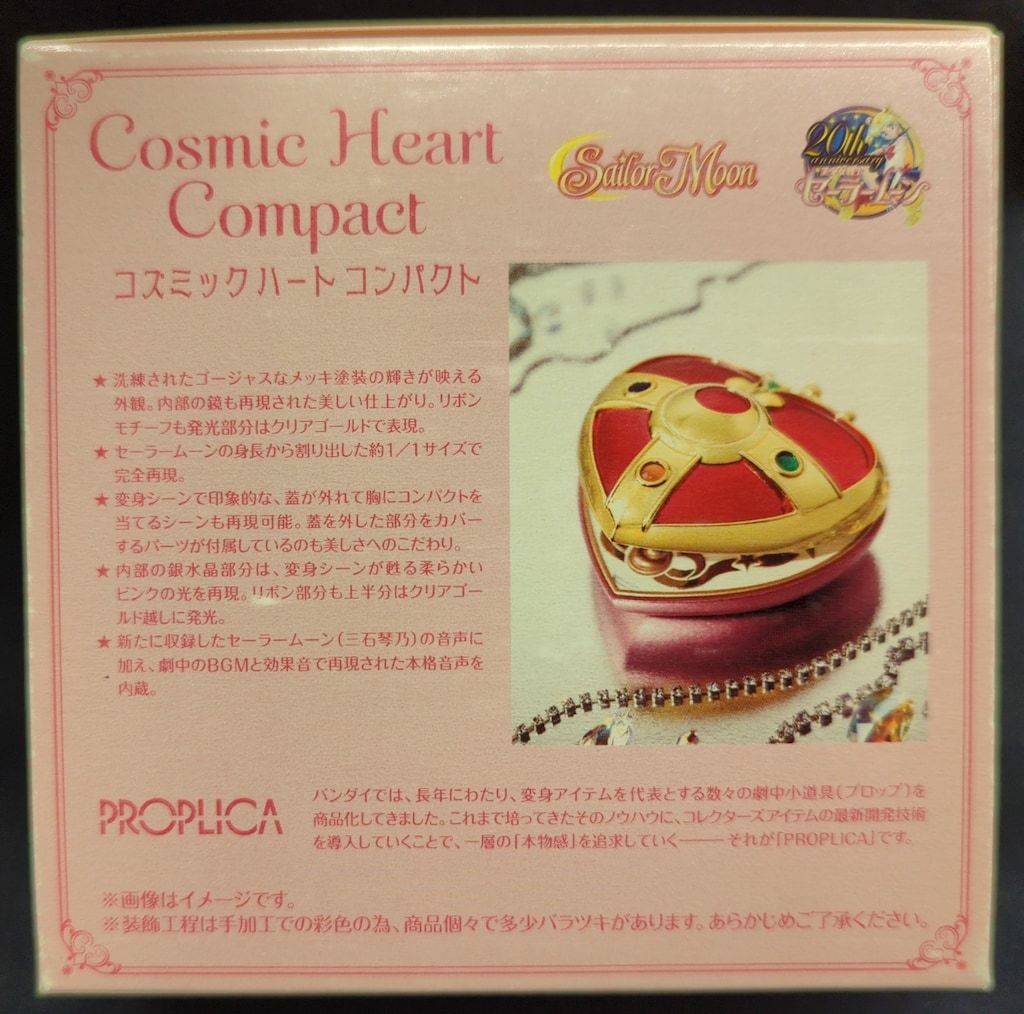 Cosmic Heart
Compact
コズミックハート コンパクト
Sailor Moon
20th
anniversary
セーラームーン
★ 洗練されたゴージャスなメッキ塗装の輝きが映える
外観。内部の鏡も再現された美しい仕上がり。リボン
モチーフも発光部分はクリアゴールドで表現。
★ セーラームーンの身長から割り出した約1/1サイズで
完全再現。
★ 変身シーンで印象的な、蓋が外れて胸にコンパクトを
当てるシーンも再現可能。蓋を外した部分をカバー
するパーツが付属しているのも美しさへのこだわり。
★ 内部の銀水晶部分は、変身シーンが甦る柔らかい
ピンクの光を再現。リボン部分も上半分はクリアゴー
ルド越しに発光。
★ 新たに収録したセーラームーン(三石琴乃)の音声に
加え、劇中のBGMと効果音で再現された本格音声を
内蔵。
PROPLICA
バンダイでは、長年にわたり、変身アイテムを代表とする数々の劇中小道具(プロップ)を
商品化してきました。これまで培ってきたそのノウハウに、コレクターズアイテムの最新開発技術
を導入していくことで、一層の「本物感」を追求していく――それが「PROPLICA」です。
※画像はイメージです。
※装飾工程は手加工での彩色の為、商品個々で多少バラツキがあります。あらかじめご了承ください。